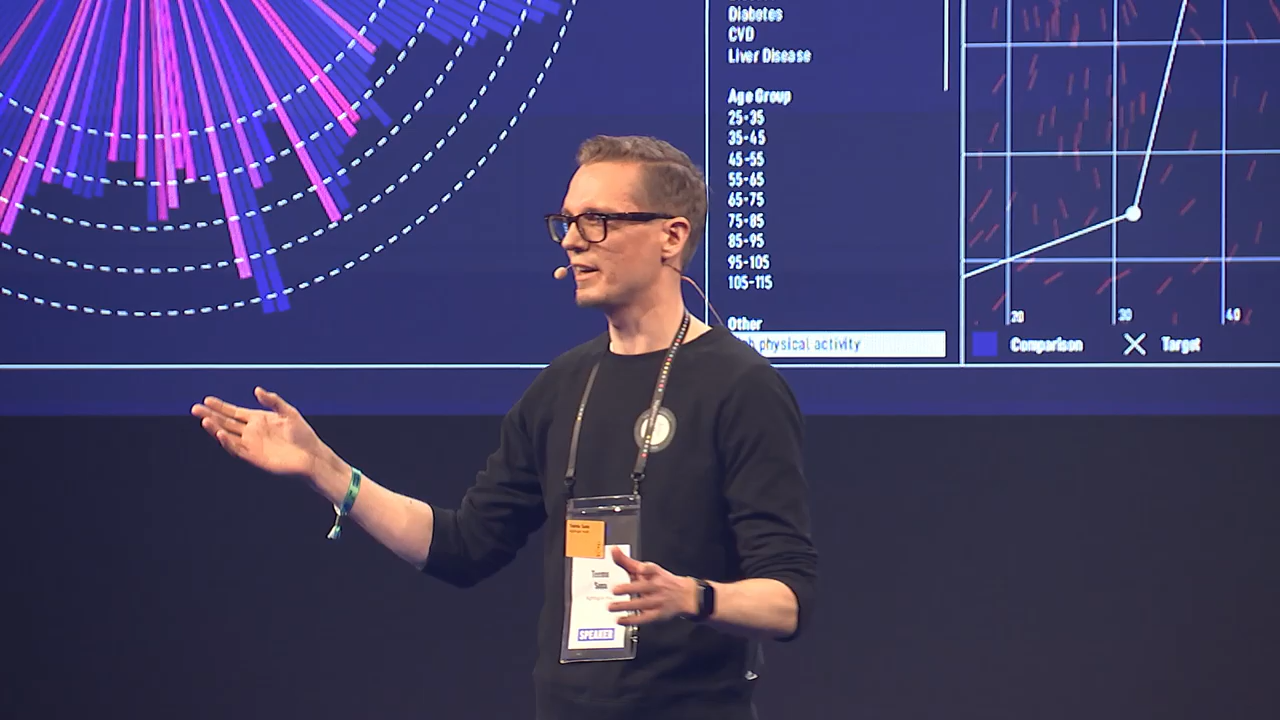 Diabetes
CVD
Liver Disease
Age Group
25-35
35-45
45-55
55-65
65-75
75-85
85-95
95-105
105-115
Other
physical activity
20
30
40
Comparison
Target
SPEAKER